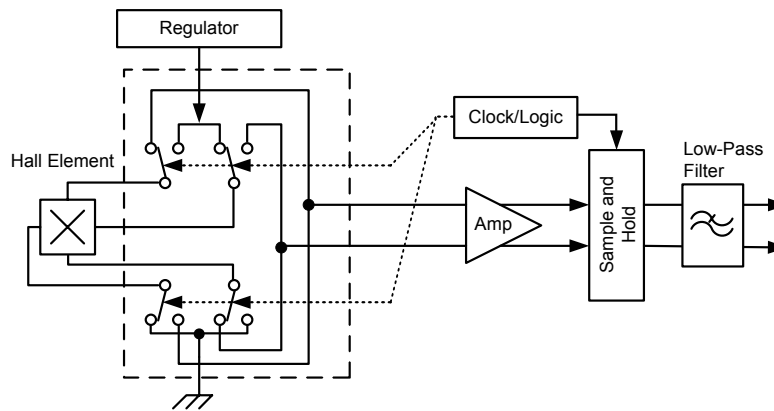 Regulator
Hall Element
Clock/Logic
Low-Pass
Filter
Amp
Sample and
Hold